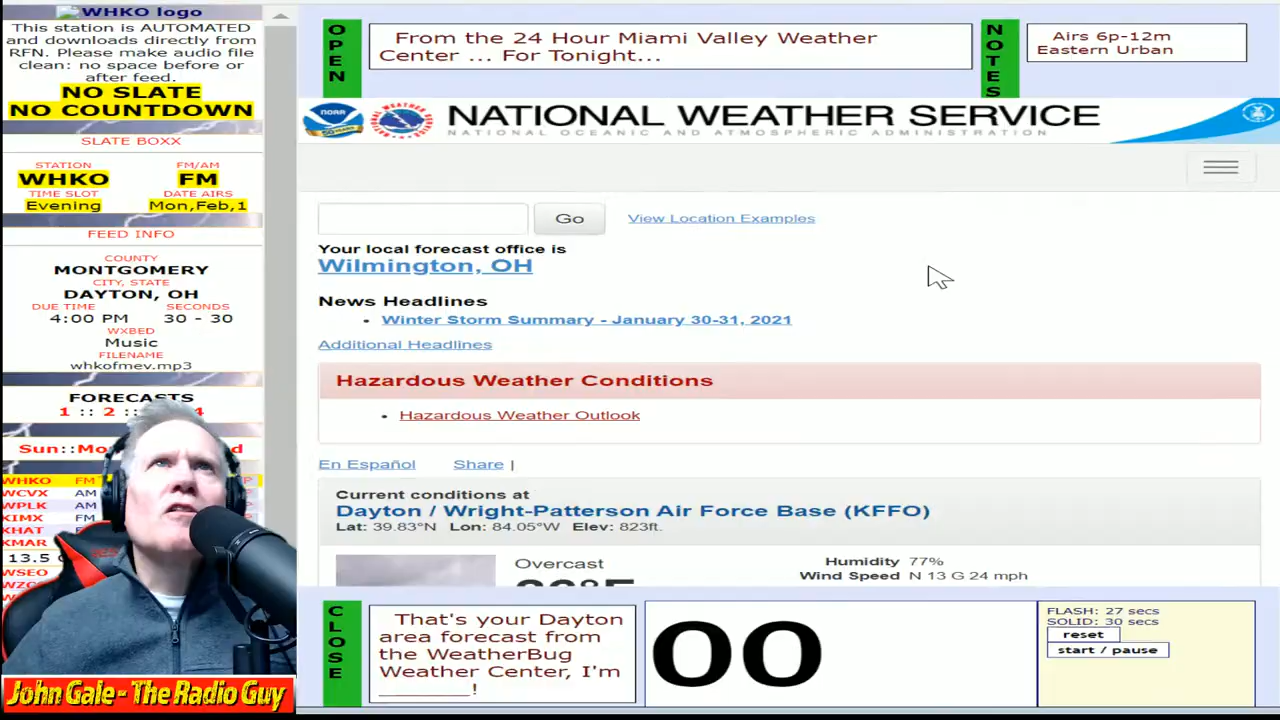 WHKO logo
This station is AUTOMATED
and downloads directly from
RFN. Please make audio file
clean: no space before or
after feed.
NO SLATE
NO COUNTDOWN
SLATE BOXX
STATION FM/AM
WHKO FM
TIME SLOT DATE AIRS
Evening Mon,Feb,1
FEED INFO
COUNTY
MONTGOMERY
CITY, STATE
DAYTON, OH
DUE TIME SECONDS
4:00 PM 30 - 30
WXBED
Music
FILENAME
whkofmev.mp3
FORECASTS
1 :: 2 4
Sun::Mo d
WHKO FM
WCVX AM
WPLK AM
KIMX FM
KHAT
KMAR
13.5
WSEO
John Gale - The Radio Guy
OPEN
From the 24 Hour Miami Valley Weather
Center ... For Tonight...
NOTES
Airs 6p-12m
Eastern Urban
NOAA
NATIONAL WEATHER SERVICE
NATIONAL OCEANIC AND ATMOSPHERIC ADMINISTRATION
Go View Location Examples
Your local forecast office is
Wilmington, OH
News Headlines
• Winter Storm Summary - January 30-31, 2021
Additional Headlines
Hazardous Weather Conditions
• Hazardous Weather Outlook
En Español Share |
Current conditions at
Dayton / Wright-Patterson Air Force Base (KFFO)
Lat: 39.83°N Lon: 84.05°W Elev: 823ft.
Overcast
Humidity 77%
Wind Speed N 13 G 24 mph
CLOSE
That's your Dayton
area forecast from
the WeatherBug
Weather Center, I'm
________!
00
FLASH: 27 secs
SOLID: 30 secs
reset
start / pause